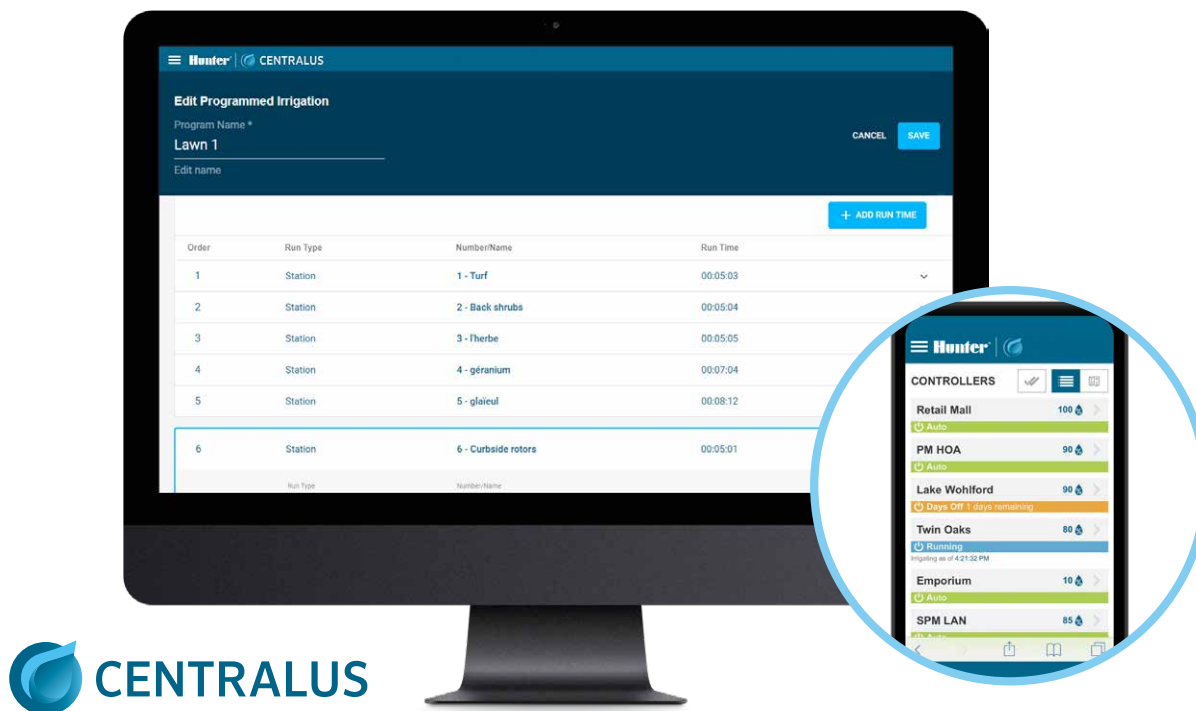 Hunter | CENTRALUS
Edit Programmed Irrigation
Program Name *
Lawn 1
CANCEL SAVE
Edit name
+ ADD RUN TIME
Order Run Type Number/Name Run Time
1 Station 1 - Turf 00:05:03
2 Station 2 - Back shrubs 00:05:04
3 Station 3 - l'herbe 00:05:05
4 Station 4 - géranium 00:07:04
5 Station 5 - glaïeul 00:08:12
6 Station 6 - Curbside rotors 00:05:01
Run Type Number/Name
Hunter
CONTROLLERS
Retail Mall 100
Auto
PM HOA 90
Auto
Lake Wohlford 90
Days Off 1 days remaining
Twin Oaks 80
Running
Irrigating as of 4:21:32 PM
Emporium 10
Auto
SPM LAN 85
Auto
CENTRALUS